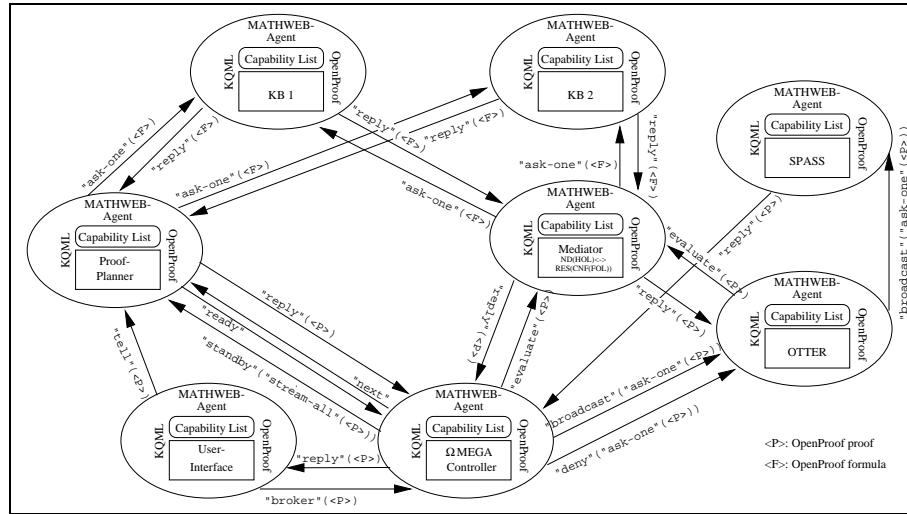 MATHWEB-
Agent
KQML
Capability List
OpenProof
KB 1
MATHWEB-
Agent
KQML
Capability List
OpenProof
KB 2
MATHWEB-
Agent
KQML
Capability List
OpenProof
SPASS
"ask-one"(<F>)
"reply"(<F>)
"ask-one"(<F>)
"reply"(<F>)
"reply"(<F>)
"ask-one"(<F>)
"ask-one"(<F>)
"reply"(<F>)
MATHWEB-
Agent
KQML
Capability List
OpenProof
Proof-
Planner
MATHWEB-
Agent
KQML
Capability List
OpenProof
Mediator
ND(HOL)<->
RES(CNF(FOL))
"reply"(<P>)
"broadcast"("ask-one"(<P>)
"evaluate"(<P>)
"reply"(<P>)
MATHWEB-
Agent
KQML
Capability List
OpenProof
OTTER
"reply"(<P>)
"ready"
"standby"("stream-all"(<P>))
"next"
"reply"(<P>)
"evaluate"(<P>)
"tell"(<P>)
"broadcast"("ask-one"(<P>))
"deny"("ask-one"(<P>))
MATHWEB-
Agent
KQML
Capability List
OpenProof
User-
Interface
MATHWEB-
Agent
KQML
Capability List
OpenProof
ΩMEGA
Controller
"reply"(<P>)
"broker"(<P>)
<P>: OpenProof proof
<F>: OpenProof formula